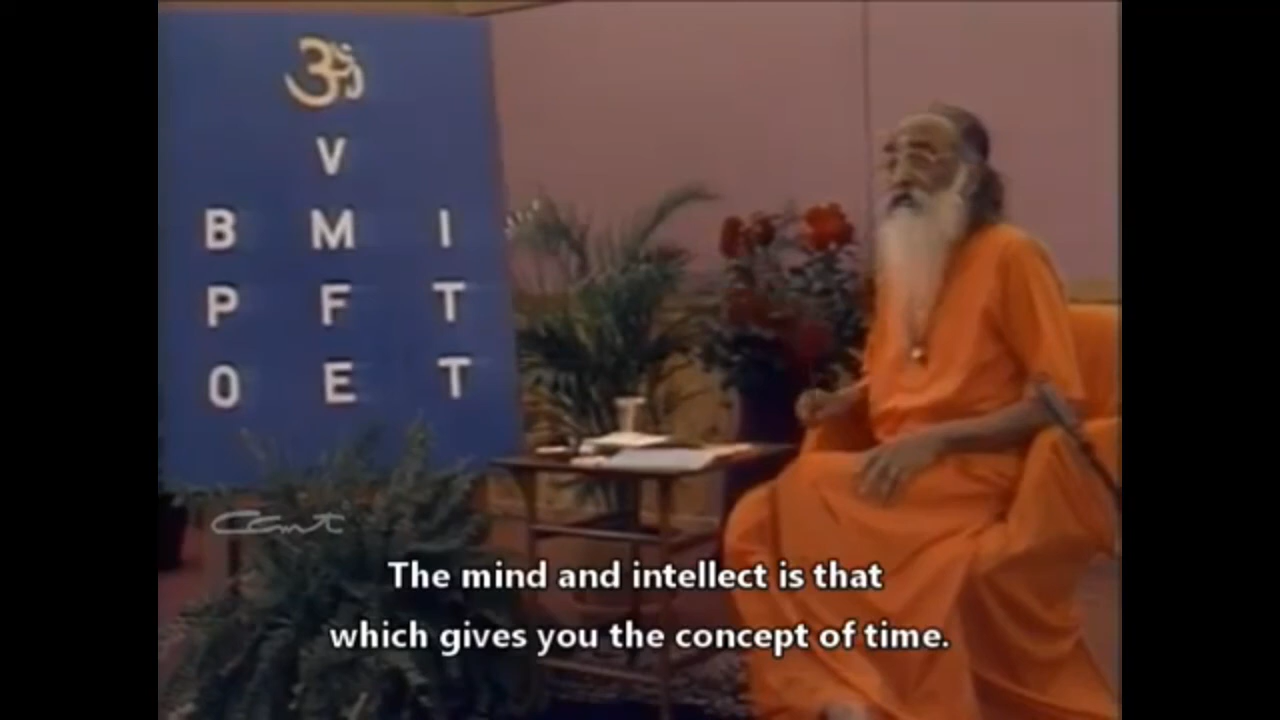 ॐ
V
B M I
P F T
O E T
The mind and intellect is that
which gives you the concept of time.